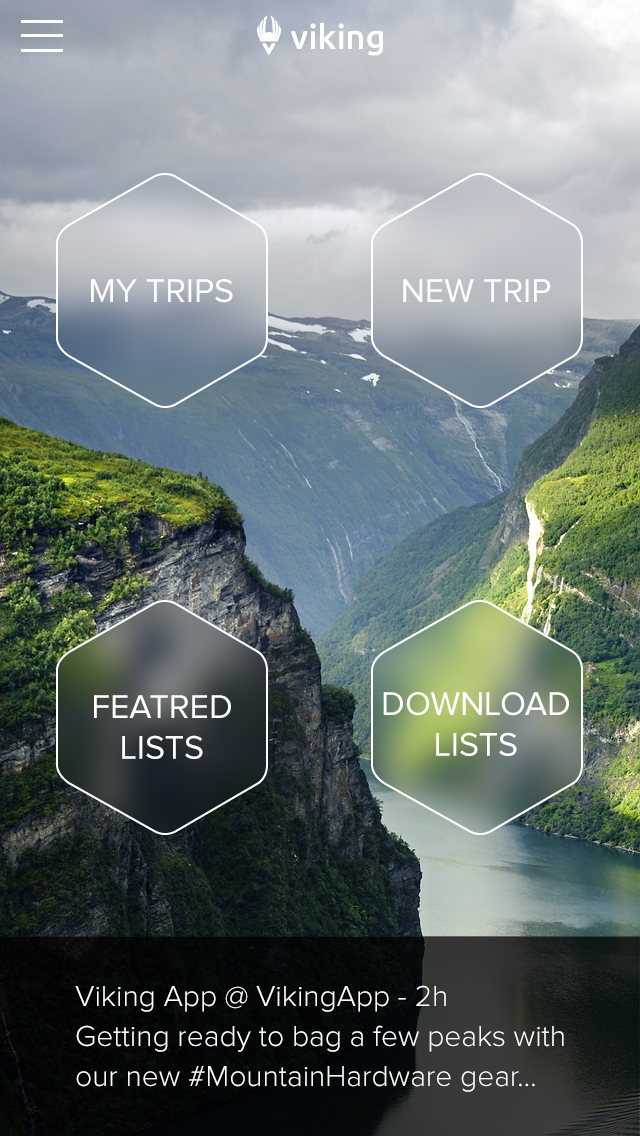 viking
MY TRIPS
NEW TRIP
FEATRED
LISTS
DOWNLOAD
LISTS
Viking App @ VikingApp - 2h
Getting ready to bag a few peaks with
our new #MountainHardware gear...